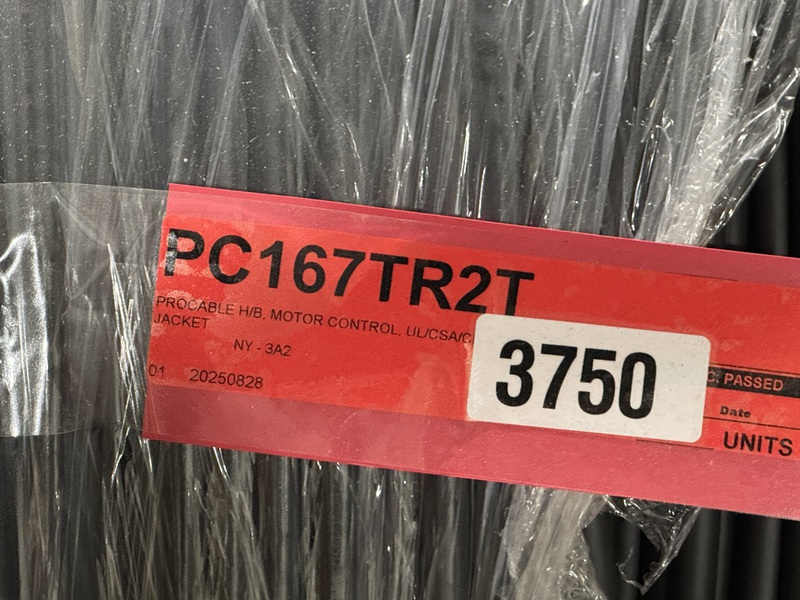 PC167TR2T
PROCABLE H/B, MOTOR CONTROL, UL/CSA/C
JACKET
NY - 3A2
01 20250828
3750
C. PASSED
Date
UNITS